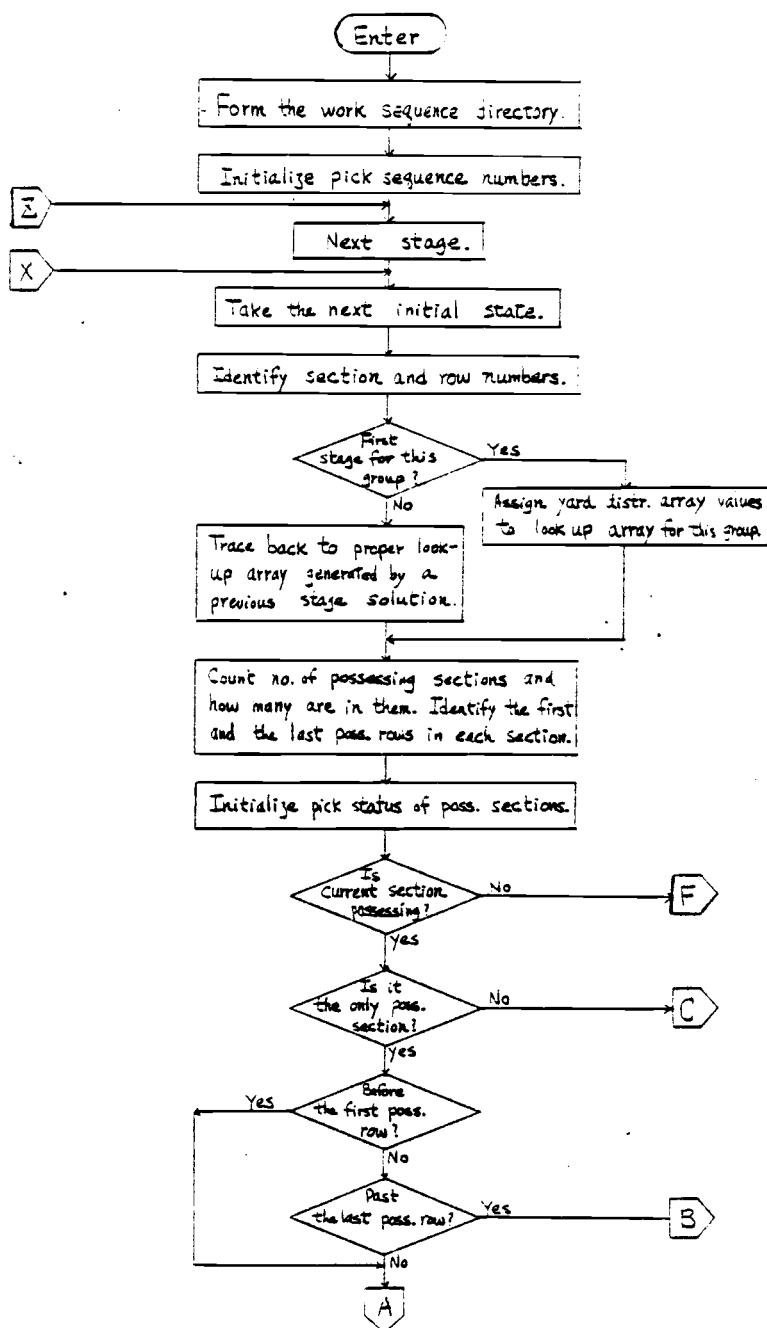 Enter
Form the work sequence directory.
Initialize pick sequence numbers.
Σ
Next stage.
X
Take the next initial state.
Identify section and row numbers.
First
stage for this
group?
Yes
No
Assign yard distr. array values
to look up array for this group
Trace back to proper look-
up array generated by a
previous stage solution.
Count no. of possessing sections and
how many are in them. Identify the first
and the last poss. rows in each section.
Initialize pick status of poss. sections.
Is
current section
possessing?
No
F
Yes
Is it
the only poss.
section?
No
C
Yes
Before
the first poss.
row?
Yes
No
Past
the last poss. row?
Yes
B
No
A